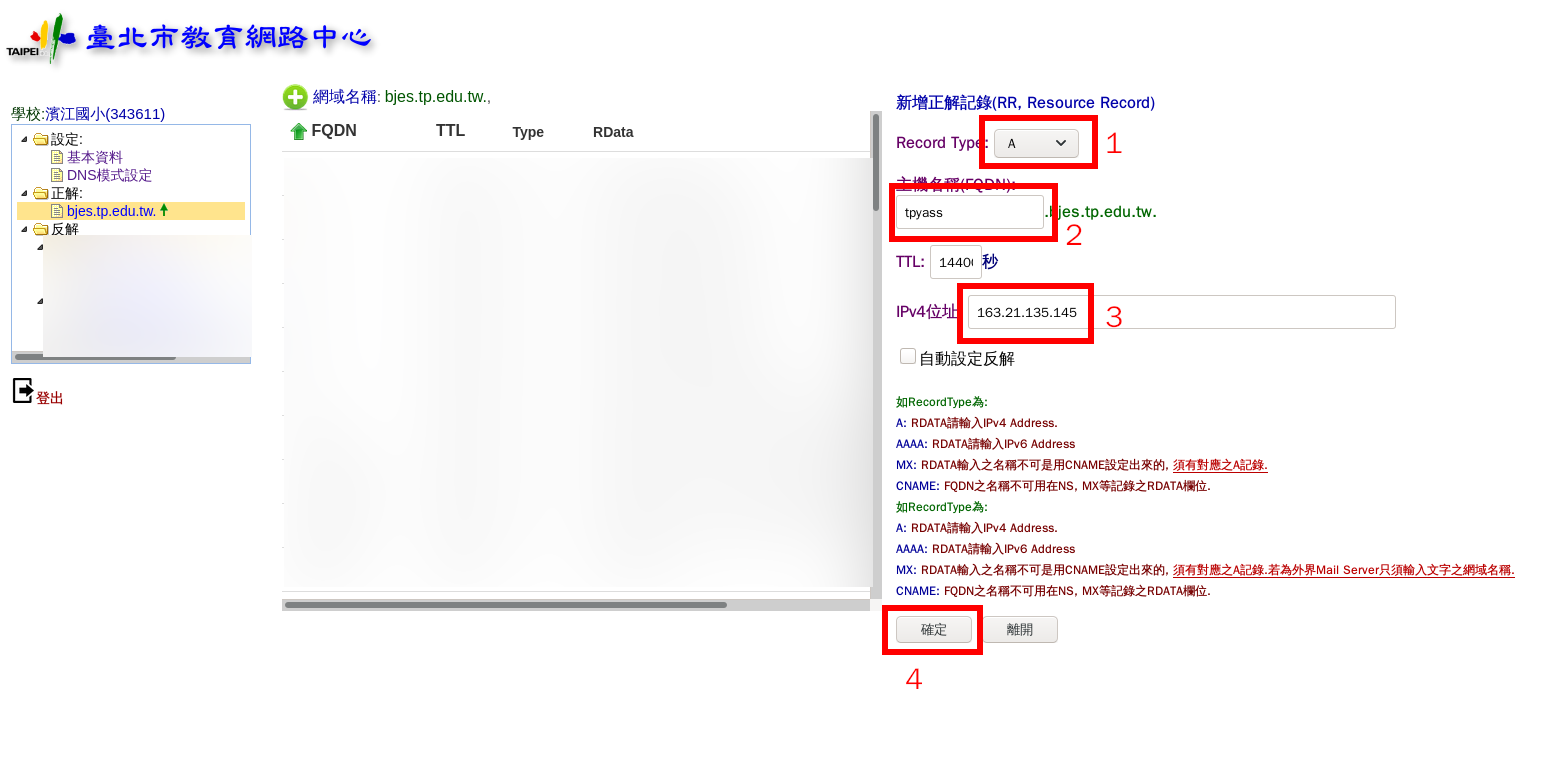 TAIPEI 臺北市教育網路中心
學校:濱江國小(343611)
設定:
基本資料
DNS模式設定
正解:
bjes.tp.edu.tw.
反解
登出
網域名稱: bjes.tp.edu.tw.,
FQDN TTL Type RData
新增正解記錄(RR, Resource Record)
Record Type: A 1
主機名稱(FQDN):
tpyass .bjes.tp.edu.tw.
2
TTL: 1440 秒
IPv4位址 163.21.135.145 3
自動設定反解
如RecordType為:
A: RDATA請輸入IPv4 Address.
AAAA: RDATA請輸入IPv6 Address
MX: RDATA輸入之名稱不可是用CNAME設定出來的, 須有對應之A記錄.
CNAME: FQDN之名稱不可用在NS, MX等記錄之RDATA欄位.
如RecordType為:
A: RDATA請輸入IPv4 Address.
AAAA: RDATA請輸入IPv6 Address
MX: RDATA輸入之名稱不可是用CNAME設定出來的, 須有對應之A記錄.若為外界Mail Server只須輸入文字之網域名稱.
CNAME: FQDN之名稱不可用在NS, MX等記錄之RDATA欄位.
確定 離開
4